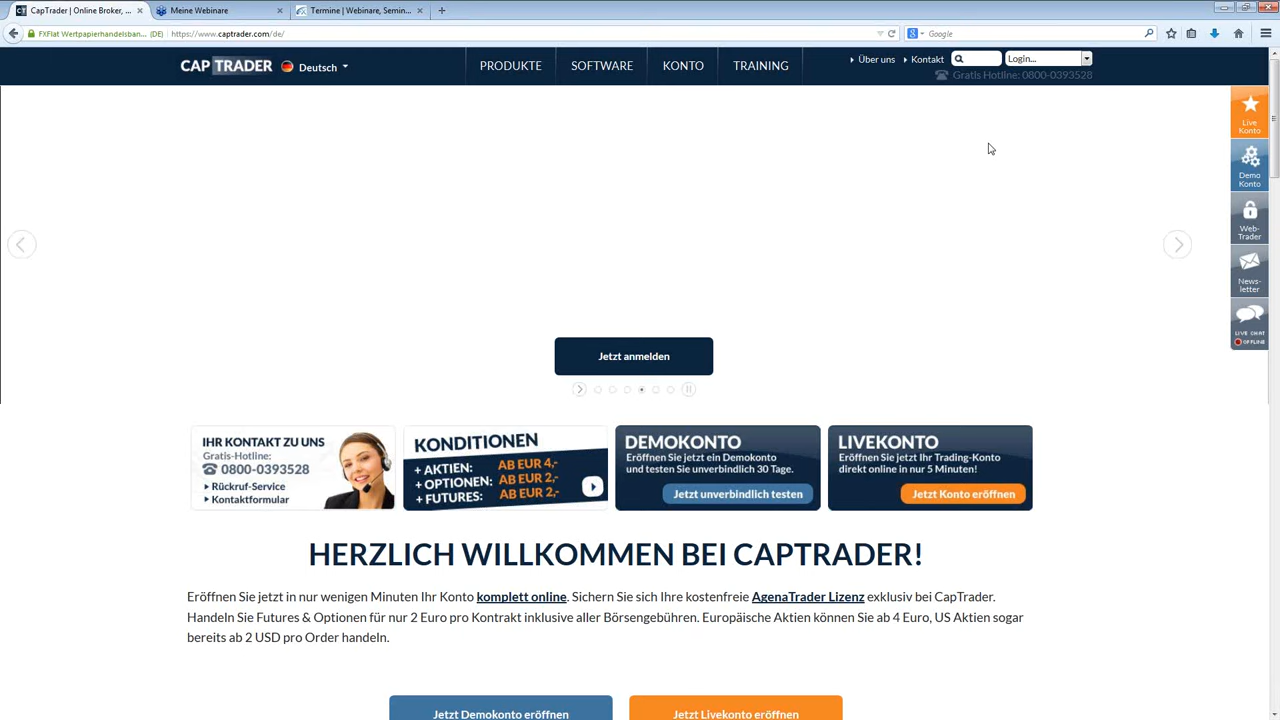 CapTrader | Online Broker, ...
Meine Webinare
Termine | Webinare, Semin...
FXFlat Wertpapierhandelsban... (DE)
https://www.captrader.com/de/
Google
CAPTRADER
Deutsch
PRODUKTE
SOFTWARE
KONTO
TRAINING
Über uns
Kontakt
Login...
Gratis Hotline: 0800-0393528
Live
Konto
Demo
Konto
Web-
Trader
News-
letter
LIVE CHAT
OFFLINE
Jetzt anmelden
IHR KONTAKT ZU UNS
Gratis-Hotline:
0800-0393528
Rückruf-Service
Kontaktformular
KONDITIONEN
+ AKTIEN: AB EUR 4,-
+ OPTIONEN: AB EUR 2,-
+ FUTURES: AB EUR 2,-
DEMOKONTO
Eröffnen Sie jetzt ein Demokonto
und testen Sie unverbindlich 30 Tage.
Jetzt unverbindlich testen
LIVEKONTO
Eröffnen Sie jetzt Ihr Trading-Konto
direkt online in nur 5 Minuten!
Jetzt Konto eröffnen
HERZLICH WILLKOMMEN BEI CAPTRADER!
Eröffnen Sie jetzt in nur wenigen Minuten Ihr Konto komplett online. Sichern Sie sich Ihre kostenfreie AgenaTrader Lizenz exklusiv bei CapTrader.
Handeln Sie Futures & Optionen für nur 2 Euro pro Kontrakt inklusive aller Börsengebühren. Europäische Aktien können Sie ab 4 Euro, US Aktien sogar
bereits ab 2 USD pro Order handeln.
Jetzt Demokonto eröffnen
Jetzt Livekonto eröffnen